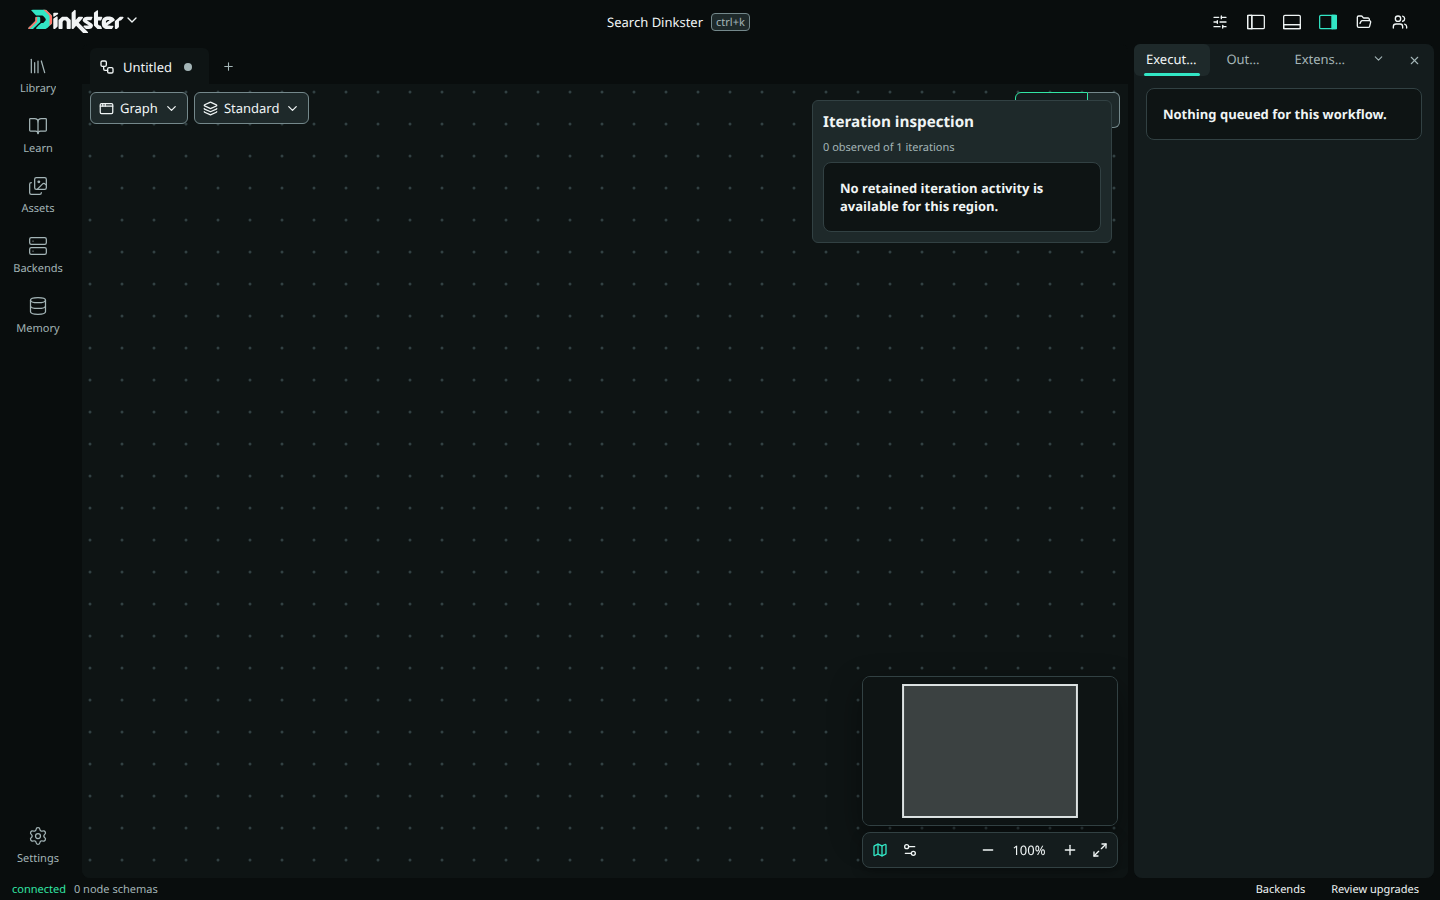 Dinkster
Search Dinkster ctrl+k
Library
Learn
Assets
Backends
Memory
Settings
Untitled
Graph
Standard
Iteration inspection
0 observed of 1 iterations
No retained iteration activity is
available for this region.
Execut...
Out...
Extens...
Nothing queued for this workflow.
100%
connected
0 node schemas
Backends
Review upgrades